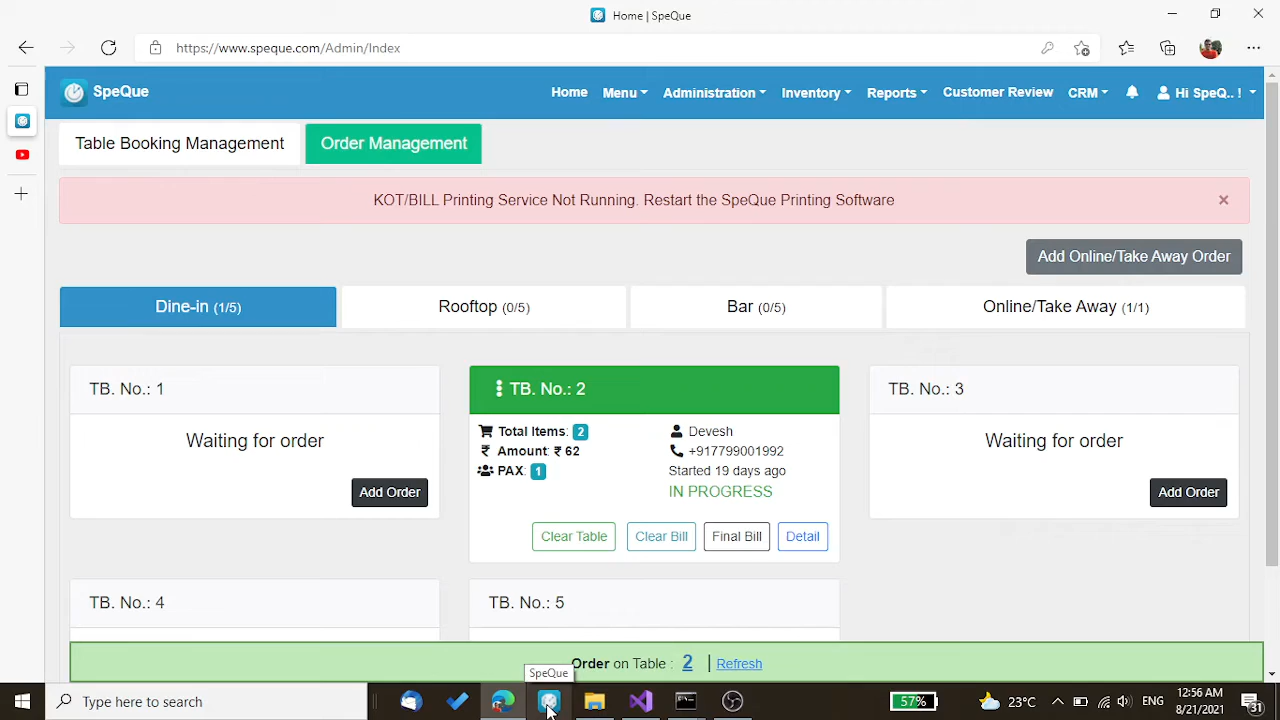 Home | SpeQue
https://www.speque.com/Admin/Index
SpeQue
Home Menu Administration Inventory Reports Customer Review CRM Hi SpeQ.. !
Table Booking Management Order Management
KOT/BILL Printing Service Not Running. Restart the SpeQue Printing Software ×
Add Online/Take Away Order
Dine-in (1/5) Rooftop (0/5) Bar (0/5) Online/Take Away (1/1)
TB. No.: 1
Waiting for order
Add Order
TB. No.: 2
Total Items: 2
Amount: ₹ 62
PAX: 1
Devesh
+917799001992
Started 19 days ago
IN PROGRESS
Clear Table Clear Bill Final Bill Detail
TB. No.: 3
Waiting for order
Add Order
TB. No.: 4
TB. No.: 5
Order on Table : 2 | Refresh
SpeQue
Type here to search
57%
23°C
ENG
12:56 AM
8/21/2021
31